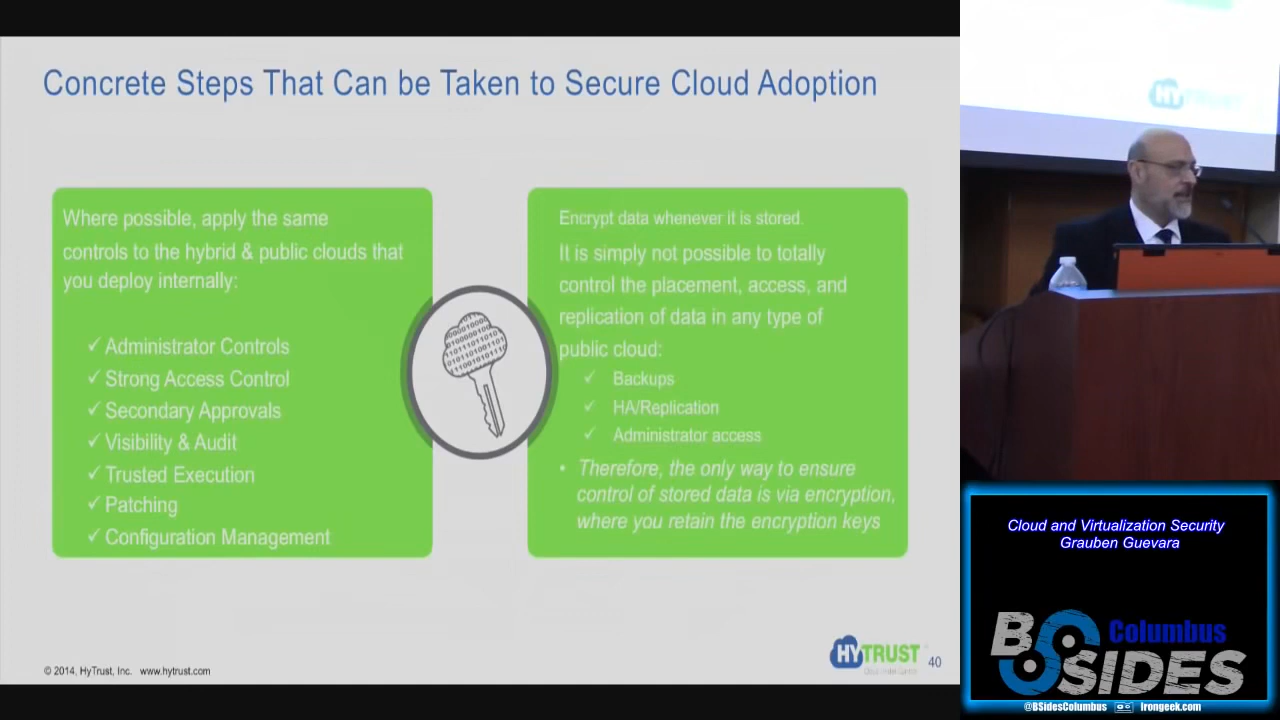 Concrete Steps That Can be Taken to Secure Cloud Adoption
Where possible, apply the same
controls to the hybrid & public clouds that
you deploy internally:
✓ Administrator Controls
✓ Strong Access Control
✓ Secondary Approvals
✓ Visibility & Audit
✓ Trusted Execution
✓ Patching
✓ Configuration Management
Encrypt data whenever it is stored.
It is simply not possible to totally
control the placement, access, and
replication of data in any type of
public cloud:
✓ Backups
✓ HA/Replication
✓ Administrator access
• Therefore, the only way to ensure
control of stored data is via encryption,
where you retain the encryption keys
© 2014, HyTrust, Inc. www.hytrust.com
HYTRUST
40
HY
Cloud and Virtualization Security
Grauben Guevara
BSIDES
Columbus
@BSidesColumbus Irongeek.com